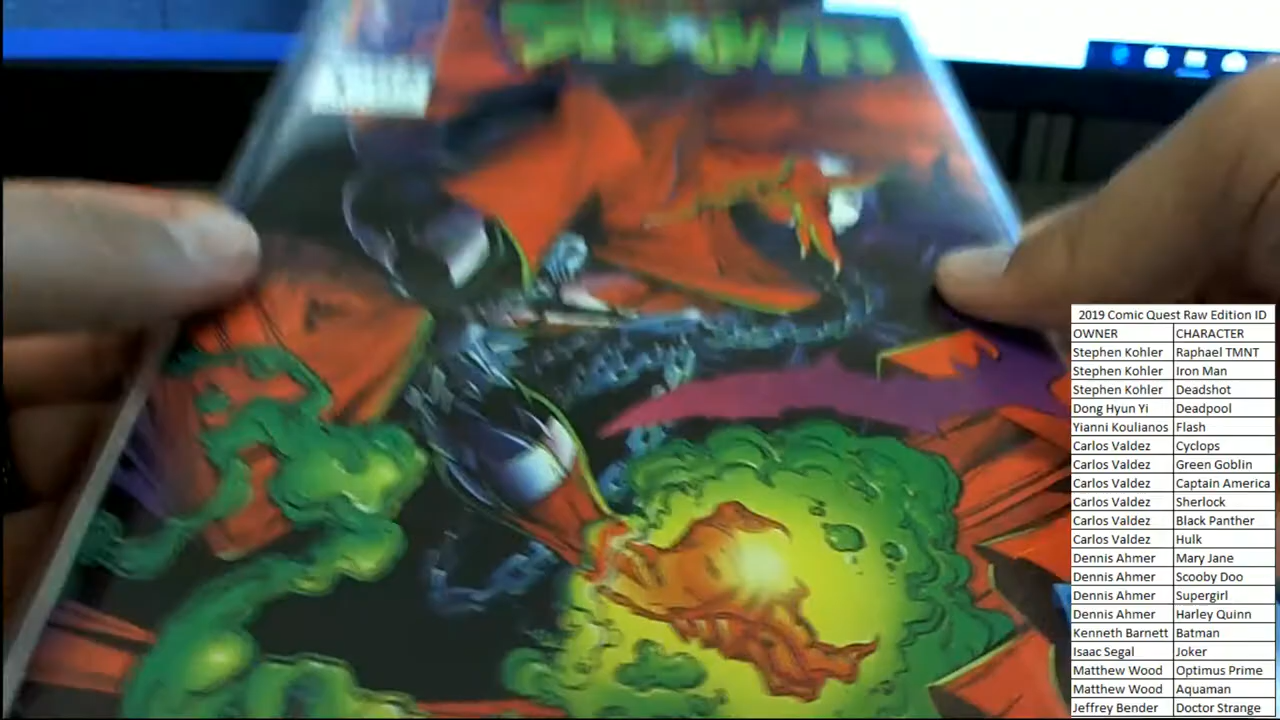 SPAWN
2019 Comic Quest Raw Edition ID
OWNER CHARACTER
Stephen Kohler Raphael TMNT
Stephen Kohler Iron Man
Stephen Kohler Deadshot
Dong Hyun Yi Deadpool
Yianni Koulianos Flash
Carlos Valdez Cyclops
Carlos Valdez Green Goblin
Carlos Valdez Captain America
Carlos Valdez Sherlock
Carlos Valdez Black Panther
Carlos Valdez Hulk
Dennis Ahmer Mary Jane
Dennis Ahmer Scooby Doo
Dennis Ahmer Supergirl
Dennis Ahmer Harley Quinn
Kenneth Barnett Batman
Isaac Segal Joker
Matthew Wood Optimus Prime
Matthew Wood Aquaman
Jeffrey Bender Doctor Strange